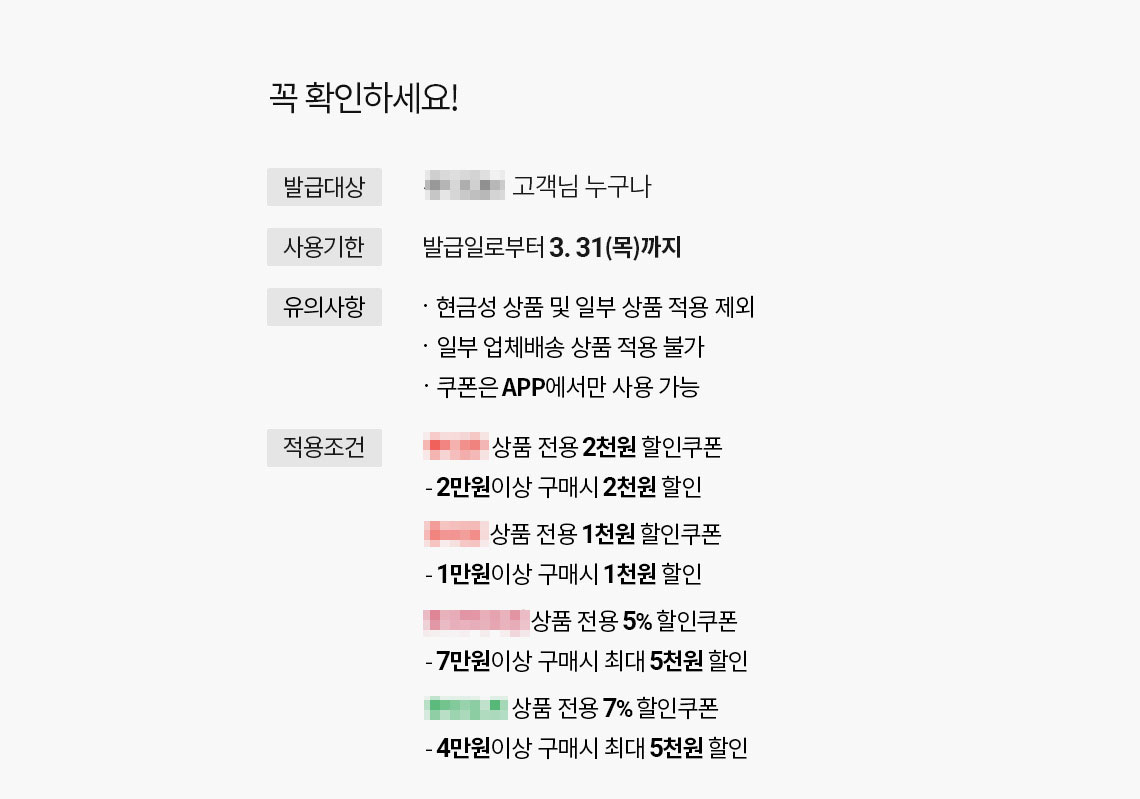 꼭 확인하세요!
발급대상 고객님 누구나
사용기한 발급일로부터 3. 31(목)까지
유의사항 · 현금성 상품 및 일부 상품 적용 제외
· 일부 업체배송 상품 적용 불가
· 쿠폰은 APP에서만 사용 가능
적용조건 상품 전용 2천원 할인쿠폰
- 2만원이상 구매시 2천원 할인
상품 전용 1천원 할인쿠폰
- 1만원이상 구매시 1천원 할인
상품 전용 5% 할인쿠폰
- 7만원이상 구매시 최대 5천원 할인
상품 전용 7% 할인쿠폰
- 4만원이상 구매시 최대 5천원 할인